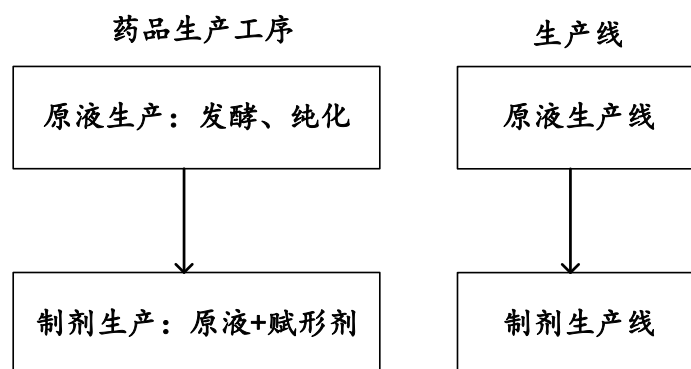 药品生产工序
生产线
原液生产：发酵、纯化
原液生产线
制剂生产：原液+赋形剂
制剂生产线